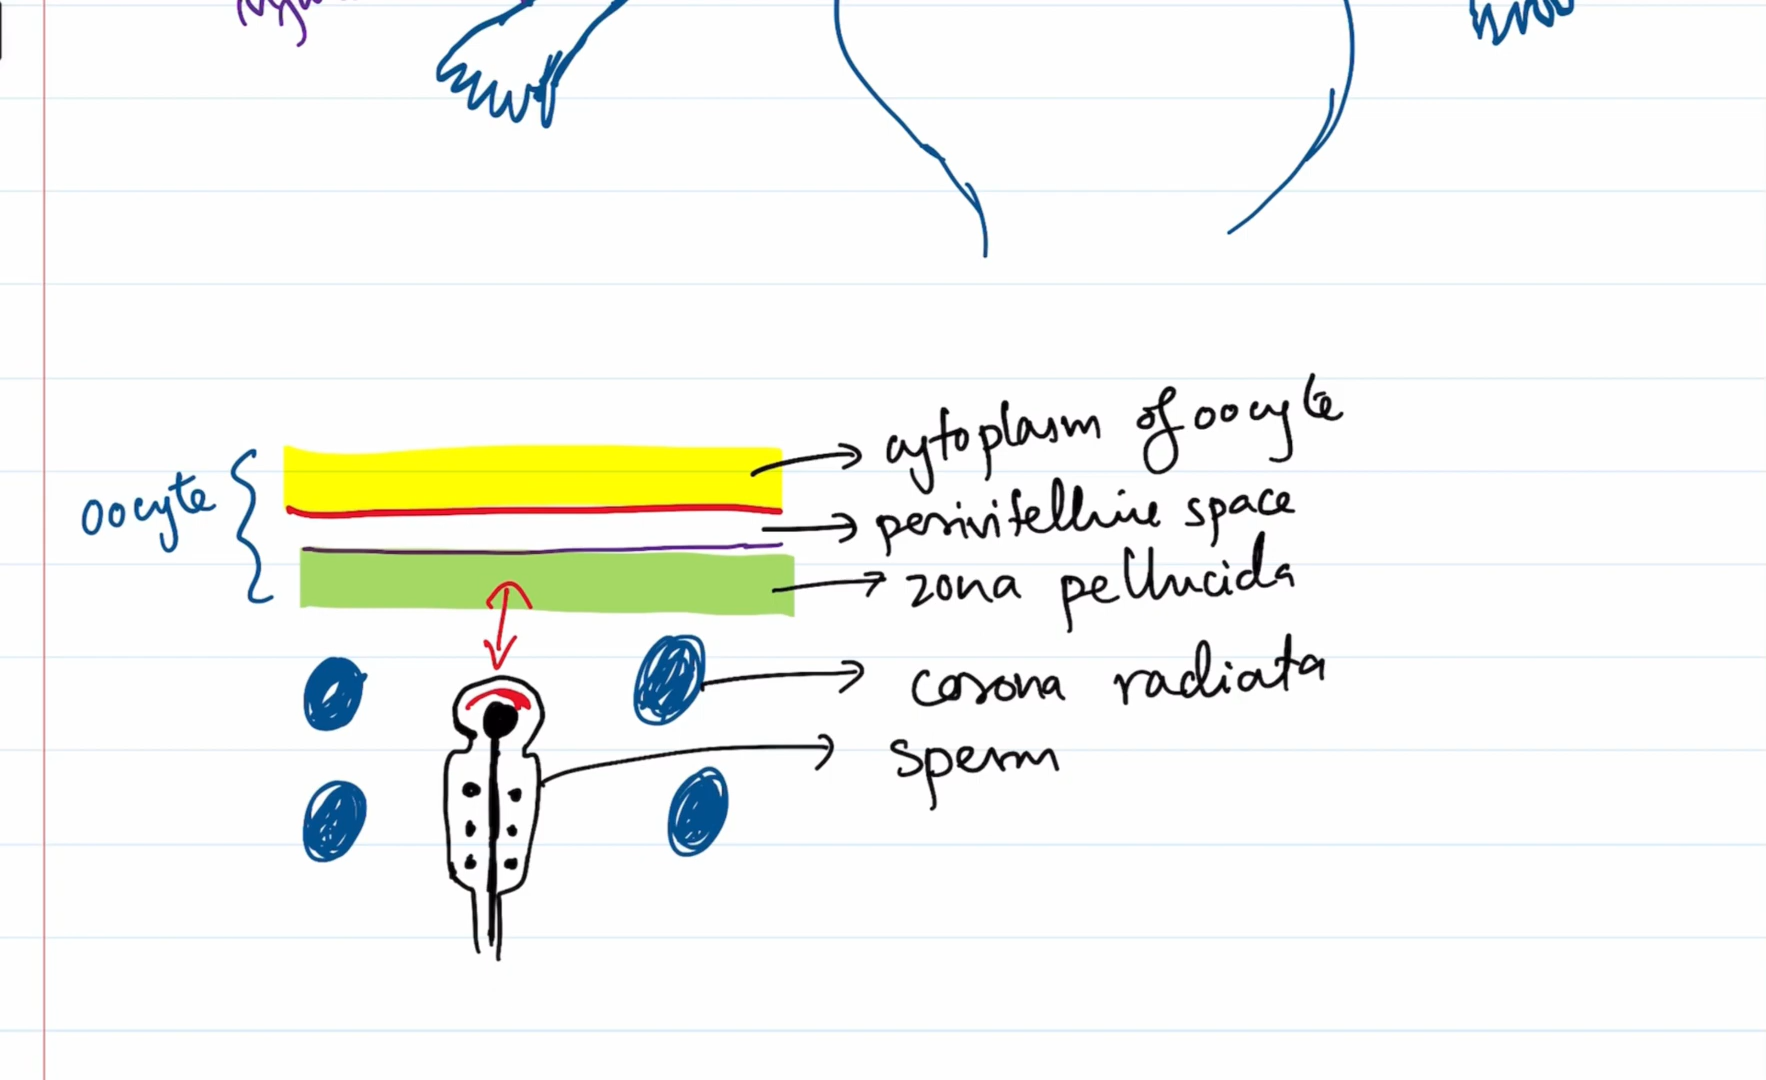 cytoplasm of oocyte
oocyte
perivitelline space
zona pellucida
corona radiata
sperm